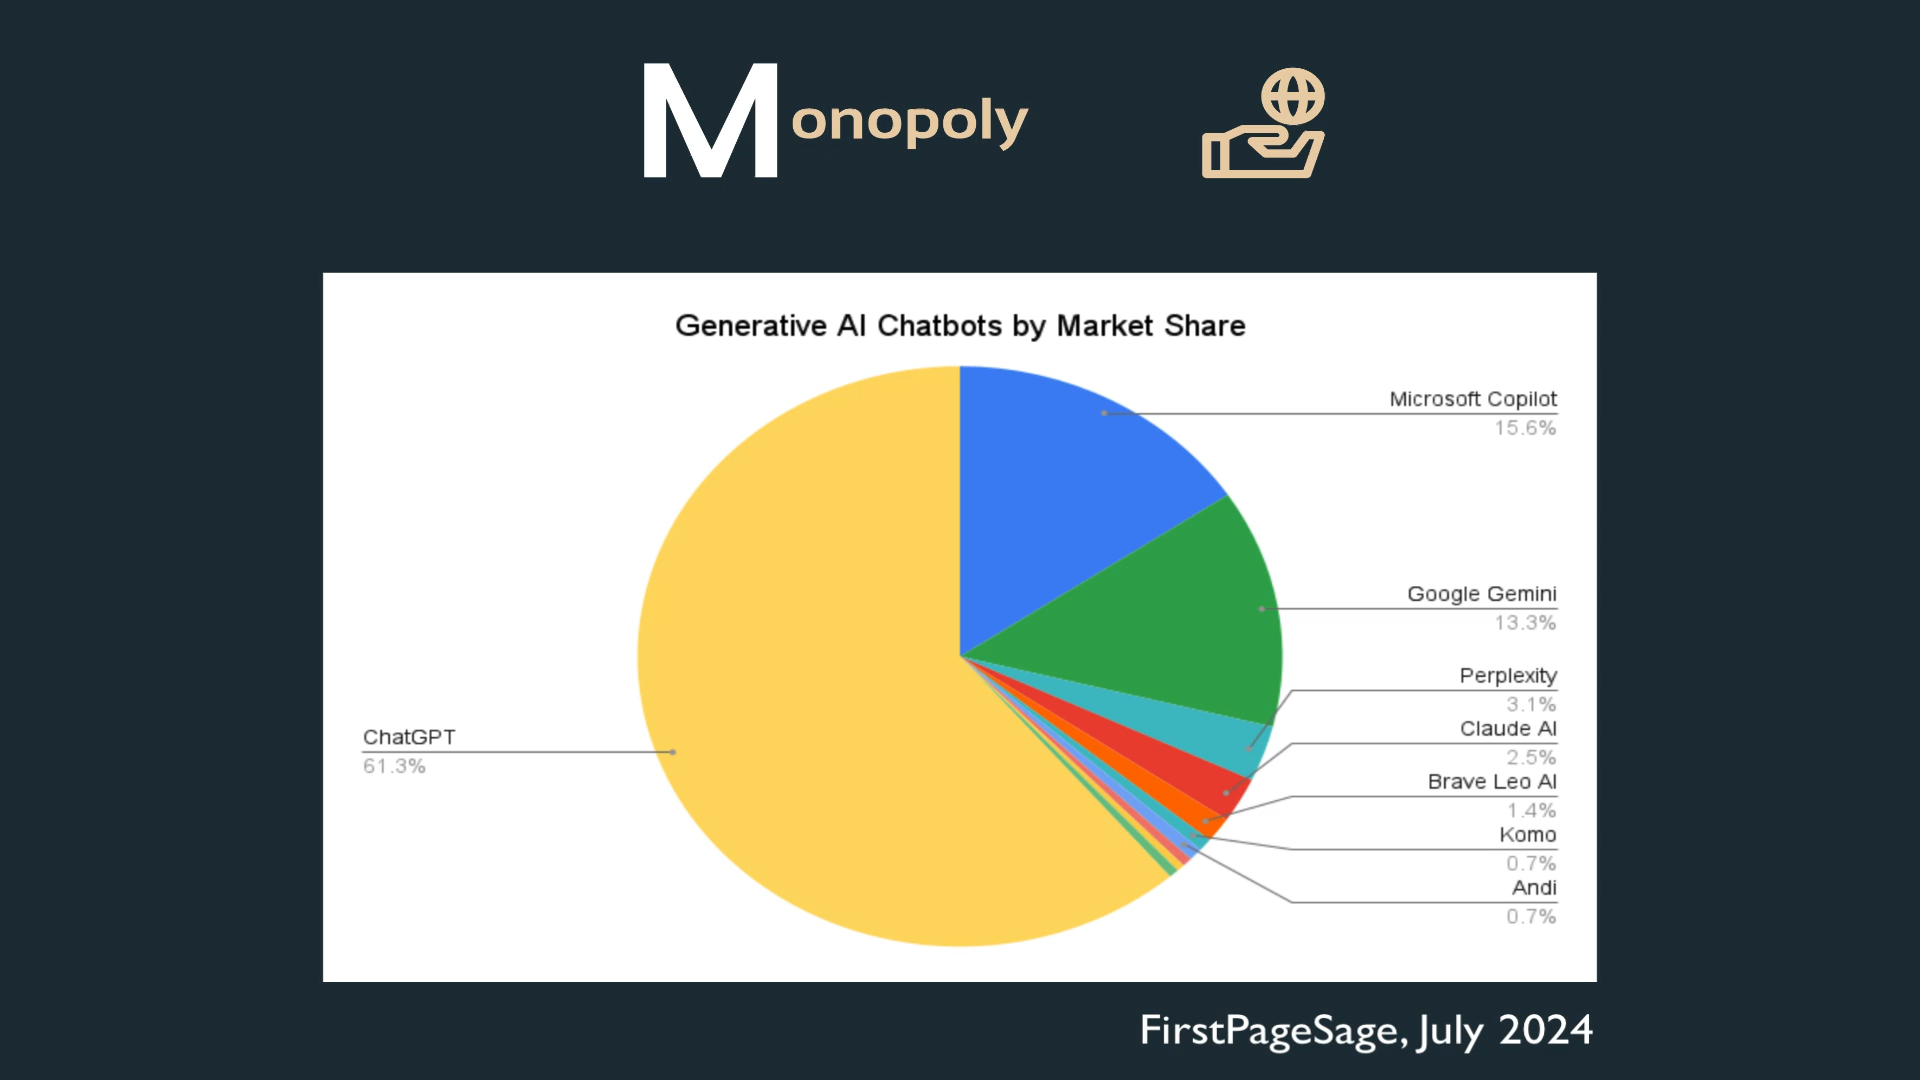 Monopoly
Generative AI Chatbots by Market Share
Microsoft Copilot
15.6%
Google Gemini
13.3%
Perplexity
3.1%
Claude AI
2.5%
Brave Leo AI
1.4%
Komo
0.7%
Andi
0.7%
ChatGPT
61.3%
FirstPageSage, July 2024